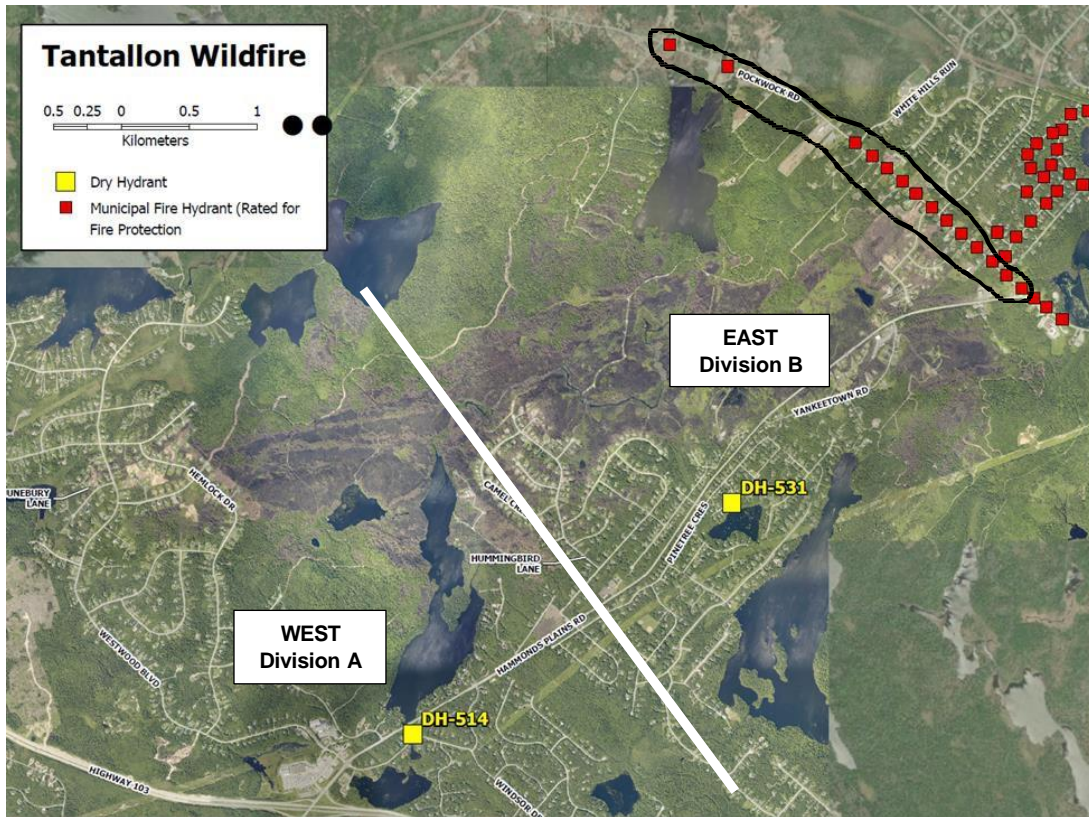 Tantallon Wildfire
0.5 0.25 0 0.5 1
Kilometers
Dry Hydrant
Municipal Fire Hydrant (Rated for
Fire Protection
POCKWOCK RD
WHITE HILLS RUN
EAST
Division B
YANKEETOWN RD
HEMLOCK DR
UNEBURY
LANE
CAMEL CR
DH-531
PINETREE CRES
HUMMINGBIRD
LANE
WEST
Division A
HAMMONDS PLAINS RD
WESTWOOD BLVD
DH-514
HIGHWAY 103
WINDSOR DR